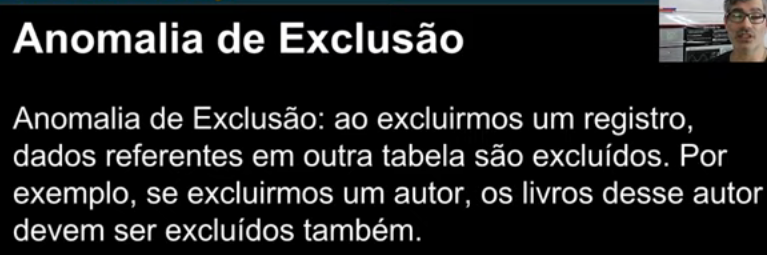 Anomalia de Exclusão
Anomalia de Exclusão: ao excluirmos um registro,
dados referentes em outra tabela são excluídos. Por
exemplo, se excluirmos um autor, os livros desse autor
devem ser excluídos também.